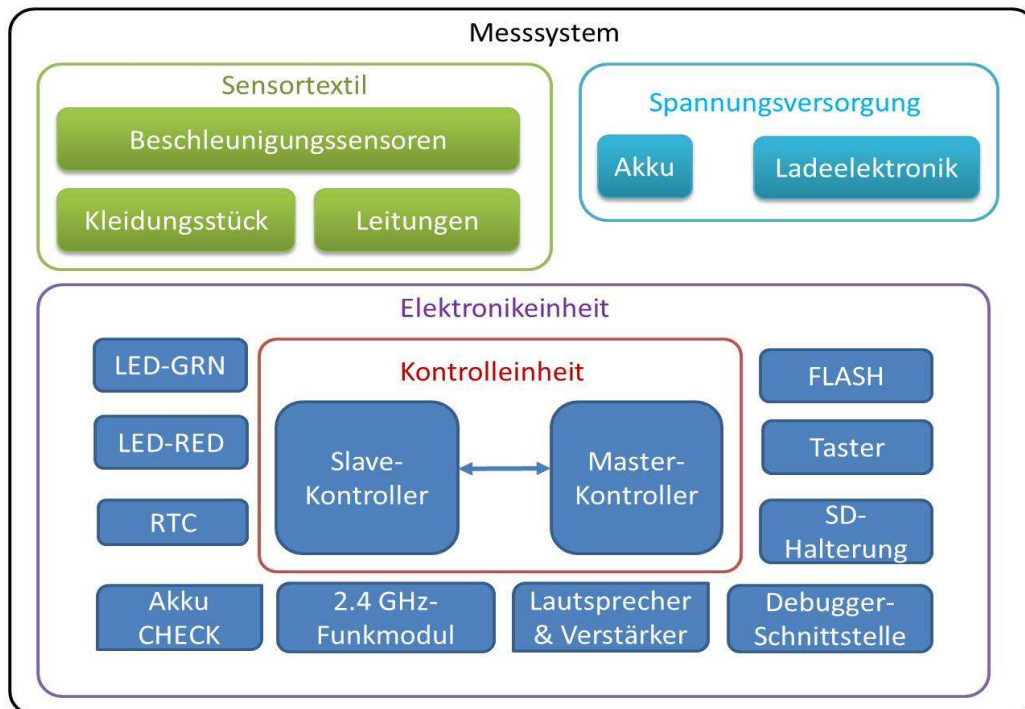 Messsystem
Sensortextil
Beschleunigungssensoren
Kleidungsstück
Leitungen
Spannungsversorgung
Akku
Ladeelektronik
Elektronikeinheit
LED-GRN
LED-RED
RTC
Kontrolleinheit
Slave-
Kontroller
Master-
Kontroller
FLASH
Taster
SD-
Halterung
Akku
CHECK
2.4 GHz-
Funkmodul
Lautsprecher
& Verstärker
Debugger-
Schnittstelle